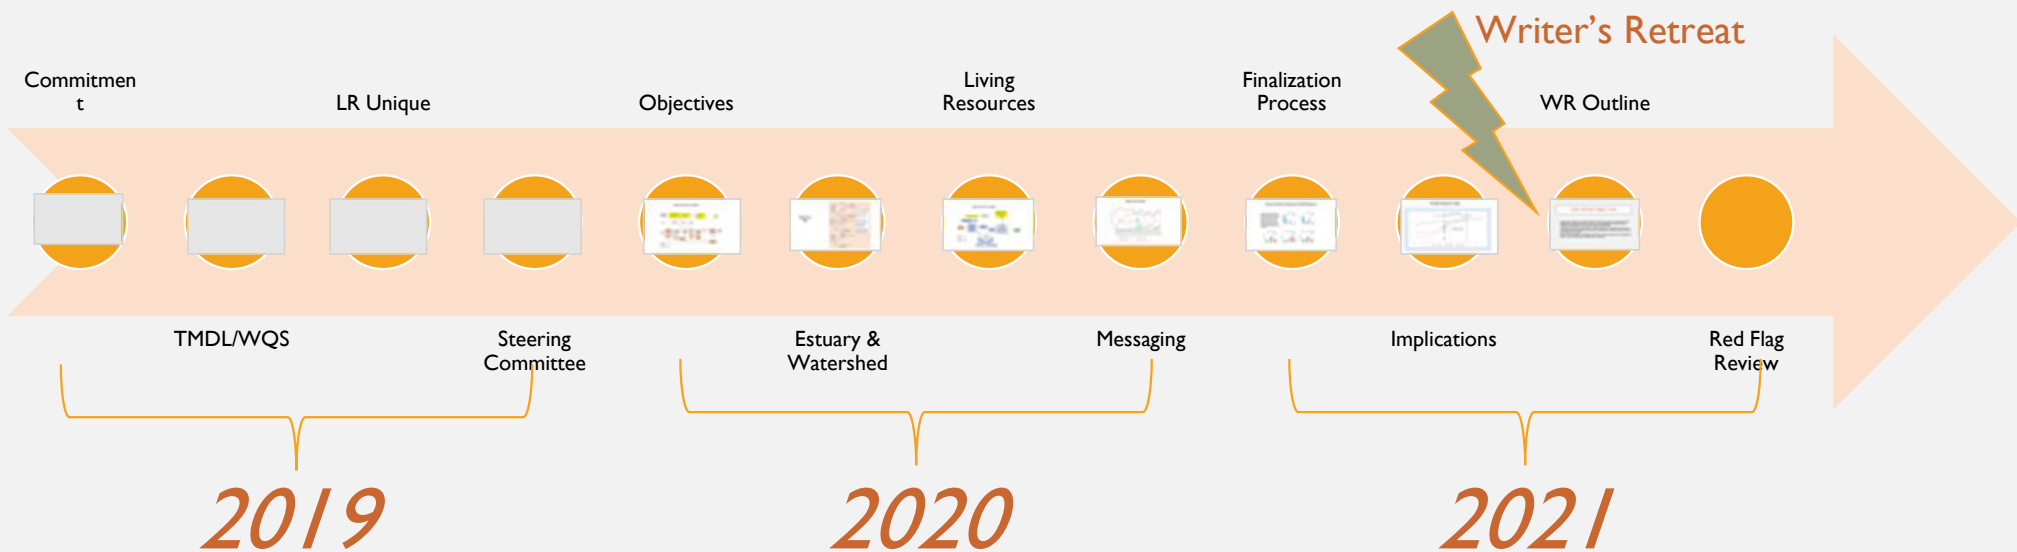 Writer's Retreat
Commitmen
t
LR Unique
Objectives
Living
Resources
Finalization
Process
WR Outline
TMDL/WQS
Steering
Committee
Estuary &
Watershed
Messaging
Implications
Red Flag
Review
2019
2020
2021